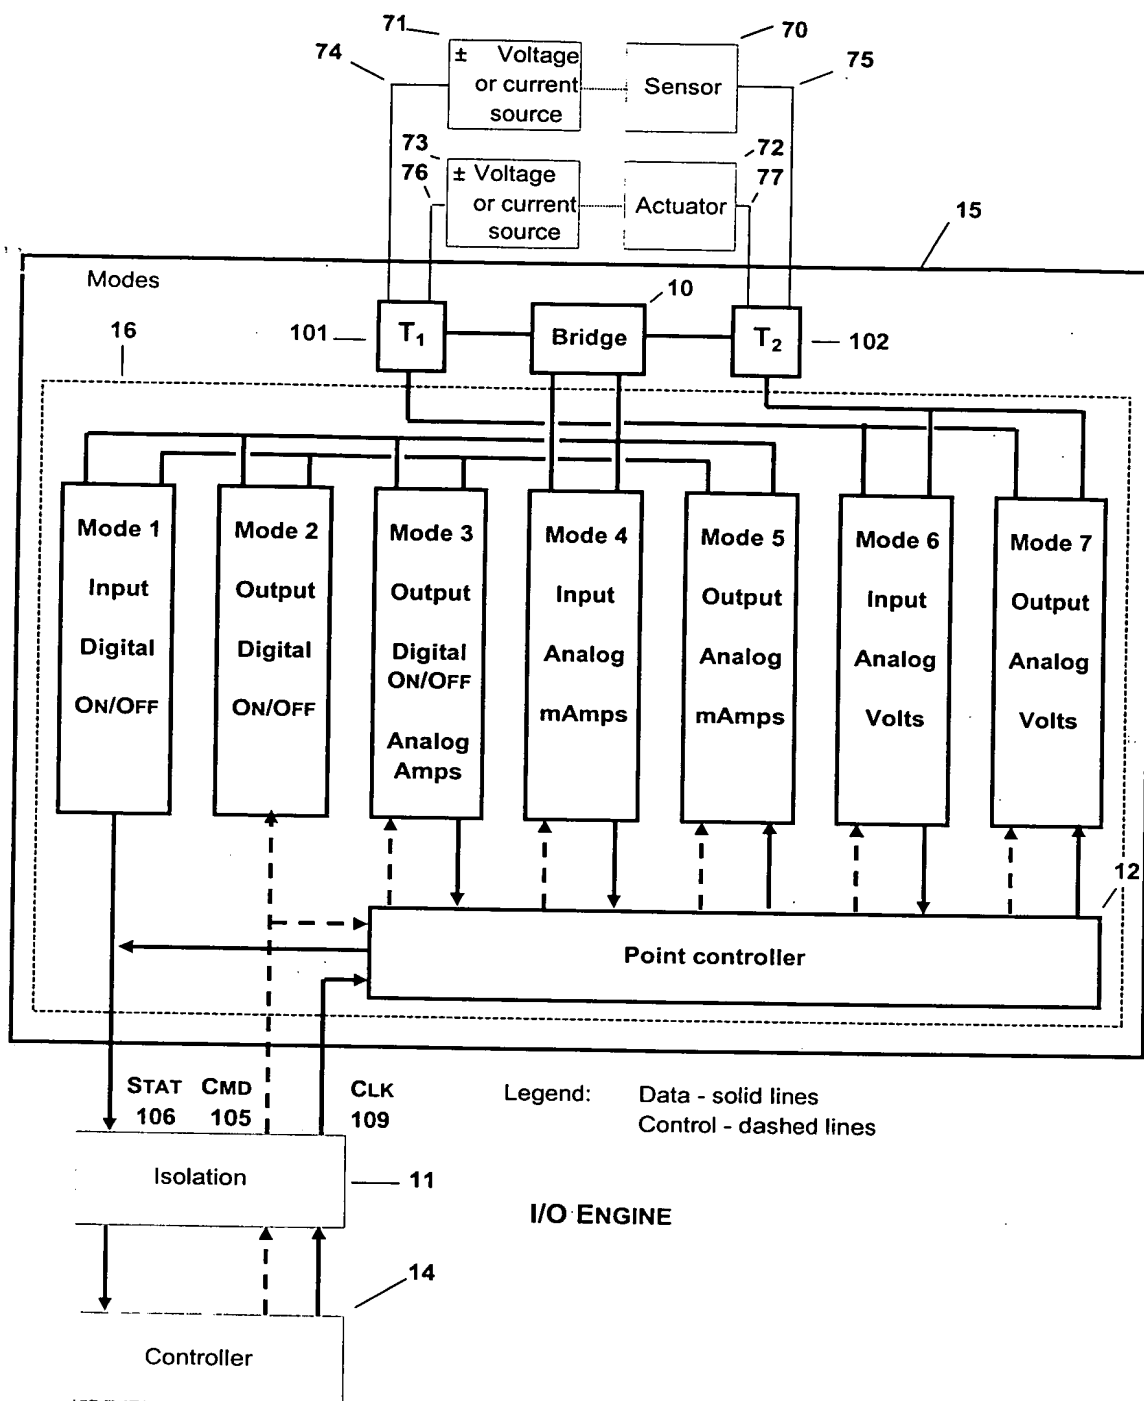 71
70
74
± Voltage
or current
source
Sensor
75
73
72
76
± Voltage
or current
source
Actuator
77
15
Modes
10
16
101
T1
Bridge
T2
102
Mode 1
Input
Digital
ON/OFF
Mode 2
Output
Digital
ON/OFF
Mode 3
Output
Digital
ON/OFF
Analog
Amps
Mode 4
Input
Analog
mAmps
Mode 5
Output
Analog
mAmps
Mode 6
Input
Analog
Volts
Mode 7
Output
Analog
Volts
12
Point controller
STAT
106
CMD
105
CLK
109
Legend: Data - solid lines
Control - dashed lines
Isolation
11
I/O ENGINE
14
Controller